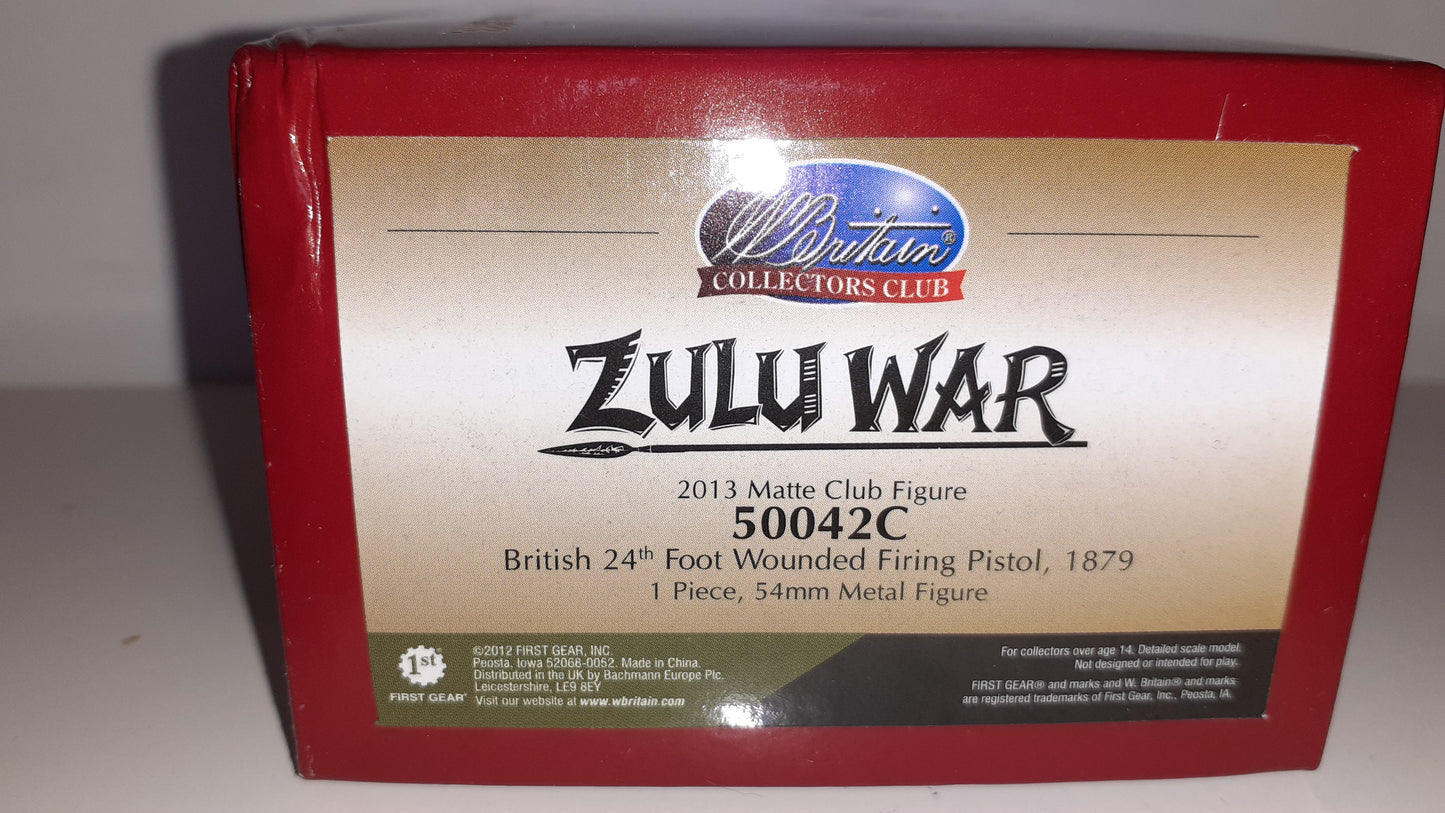 W Britain®
COLLECTORS CLUB
ZULU WAR
2013 Matte Club Figure
50042C
British 24th Foot Wounded Firing Pistol, 1879
1 Piece, 54mm Metal Figure
1st
FIRST GEAR®
©2012 FIRST GEAR, INC.
Peosta, Iowa 52068-0052. Made in China.
Distributed in the UK by Bachmann Europe Plc.
Leicestershire, LE9 8EY
Visit our website at www.wbritain.com
For collectors over age 14. Detailed scale model.
Not designed or intended for play.
FIRST GEAR® and marks and W. Britain® and marks
are registered trademarks of First Gear, Inc., Peosta, IA.